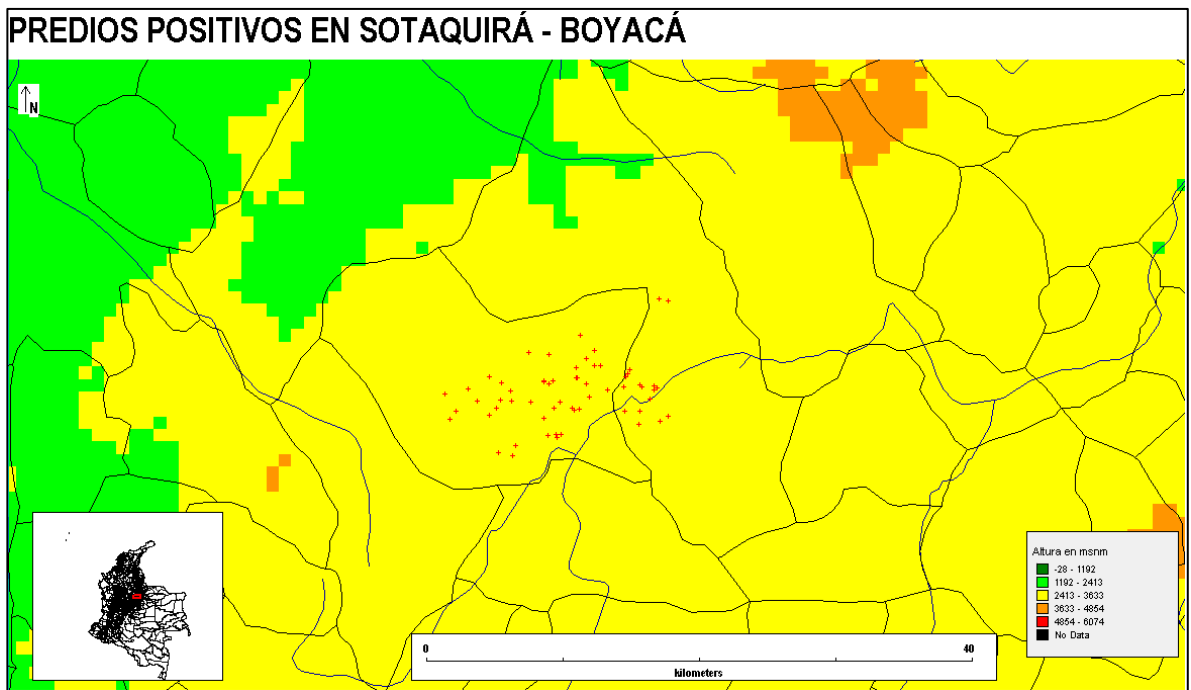 PREDIOS POSITIVOS EN SOTAQUIRÁ - BOYACÁ
N
Altura en msnm
-28 - 1192
1192 - 2413
2413 - 3633
3633 - 4854
4854 - 6074
No Data
0 40
kilometers